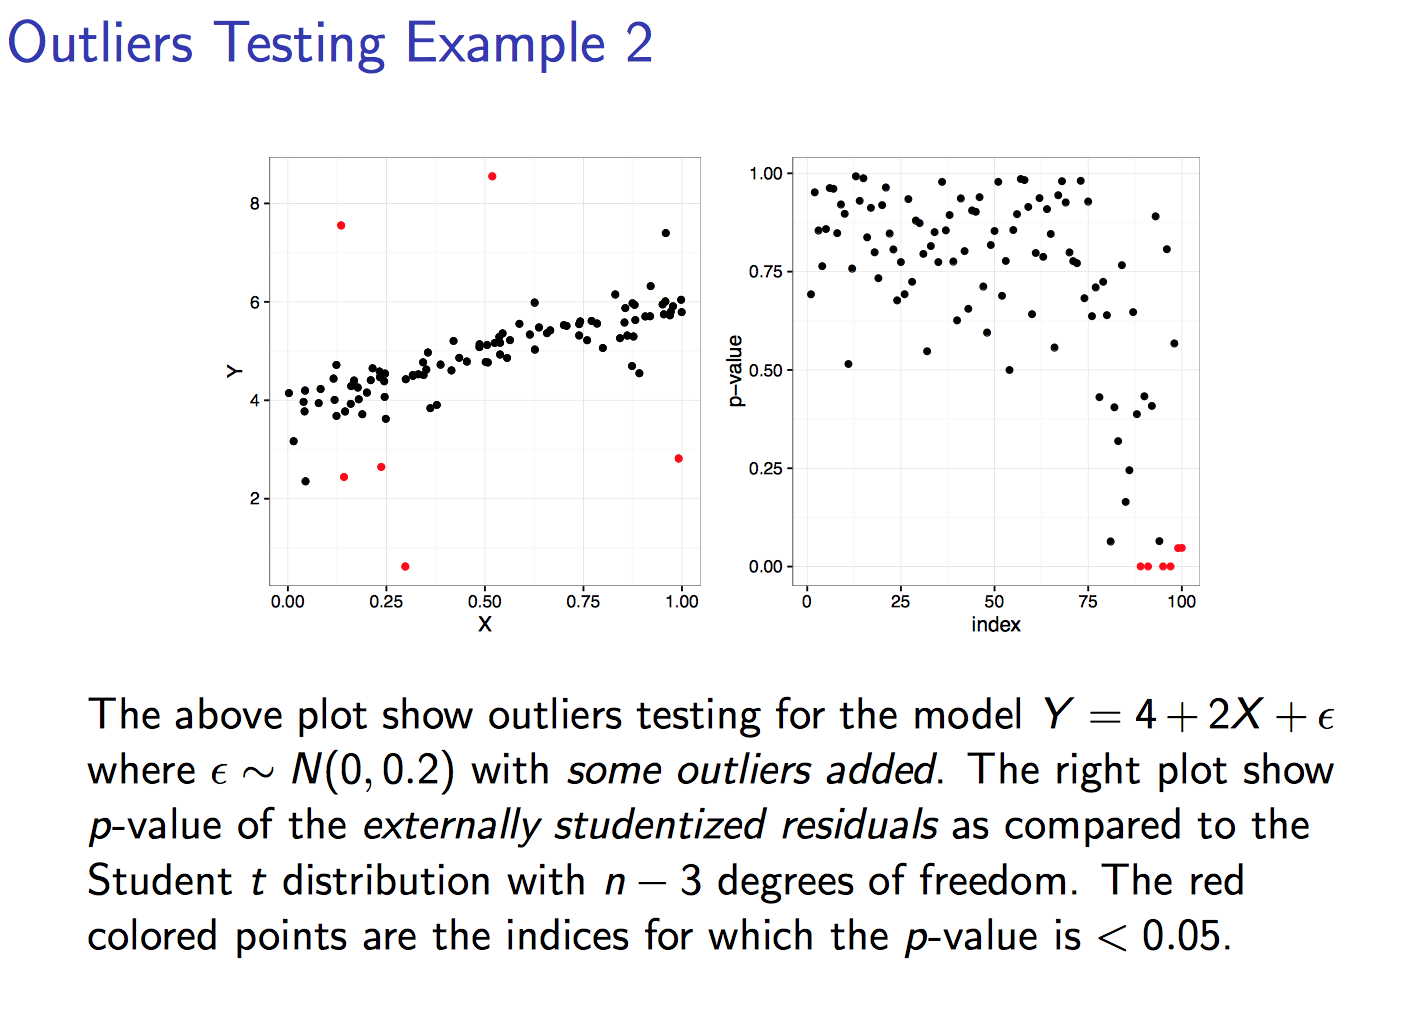 Outliers Testing Example 2
8
6
4
2
Y
0.00 0.25 0.50 0.75 1.00
X
1.00
0.75
0.50
0.25
0.00
p−value
0 25 50 75 100
index
The above plot show outliers testing for the model Y = 4 + 2X + ϵ
where ϵ ∼ N(0, 0.2) with some outliers added. The right plot show
p-value of the externally studentized residuals as compared to the
Student t distribution with n − 3 degrees of freedom. The red
colored points are the indices for which the p-value is < 0.05.